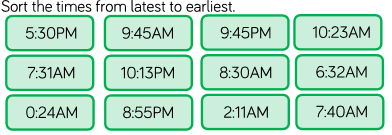 Sort the times from latest to earliest.
5:30PM 9:45AM 9:45PM 10:23AM
7:31AM 10:13PM 8:30AM 6:32AM
0:24AM 8:55PM 2:11AM 7:40AM